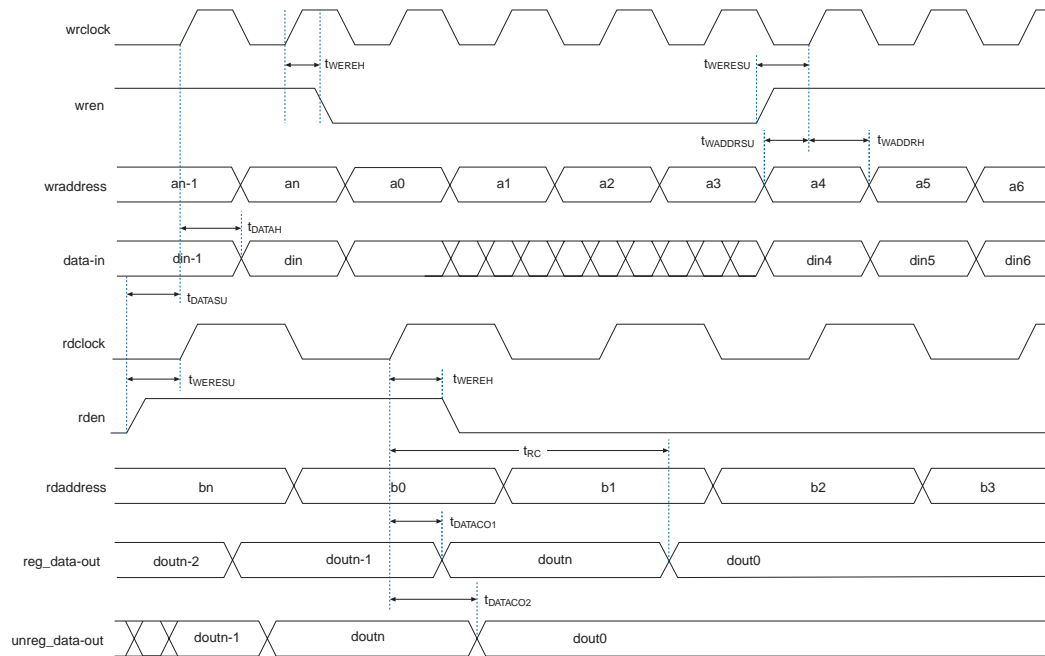 wrclock
tWEREH tWERESU
wren
tWADDRSU tWADDRH
wraddress an-1 an a0 a1 a2 a3 a4 a5 a6
tDATAH
data-in din-1 din din4 din5 din6
tDATASU
rdclock
tWERESU tWEREH
rden
tRC
rdaddress bn b0 b1 b2 b3
tDATACO1
reg_data-out doutn-2 doutn-1 doutn dout0
tDATACO2
unreg_data-out doutn-1 doutn dout0